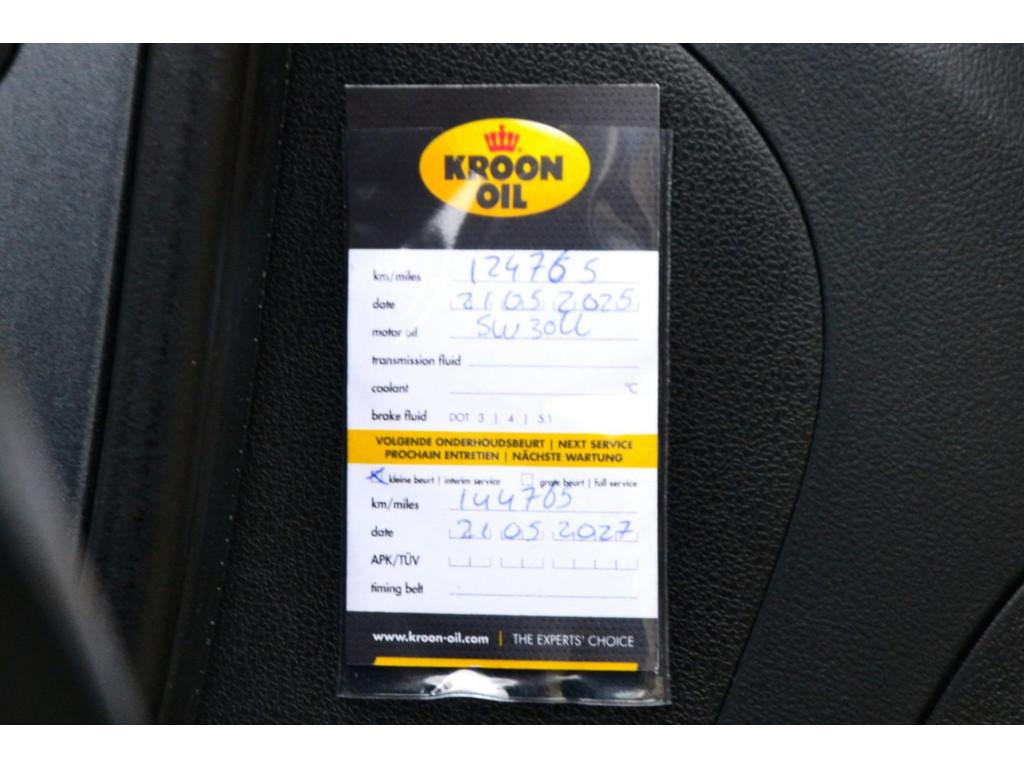 KROON
OIL
km/miles 124765
date 21 05 2025
motor oil 5W30LL
transmission fluid
coolant °C
brake fluid DOT 3 | 4 | 5.1
VOLGENDE ONDERHOUDSBEURT | NEXT SERVICE
PROCHAIN ENTRETIEN | NÄCHSTE WARTUNG
kleine beurt | interim service grote beurt | full service
km/miles 144765
date 21 05 2027
APK/TÜV
timing belt
www.kroon-oil.com | THE EXPERTS' CHOICE